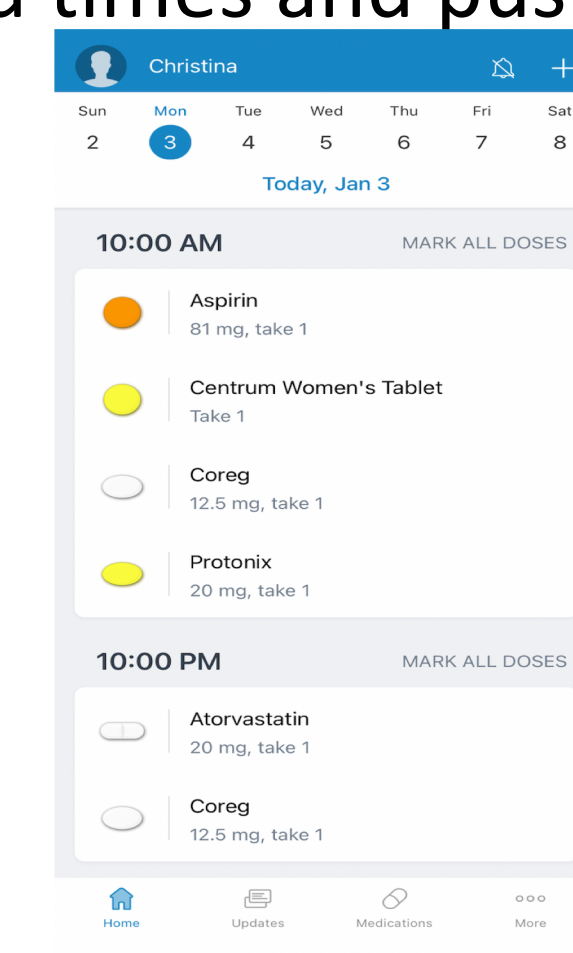 times and
Christina
Sun Mon Tue Wed Thu Fri Sat
2 3 4 5 6 7 8
Today, Jan 3
10:00 AM MARK ALL DOSES
Aspirin
81 mg, take 1
Centrum Women's Tablet
Take 1
Coreg
12.5 mg, take 1
Protonix
20 mg, take 1
10:00 PM MARK ALL DOSES
Atorvastatin
20 mg, take 1
Coreg
12.5 mg, take 1
Home Updates Medications More